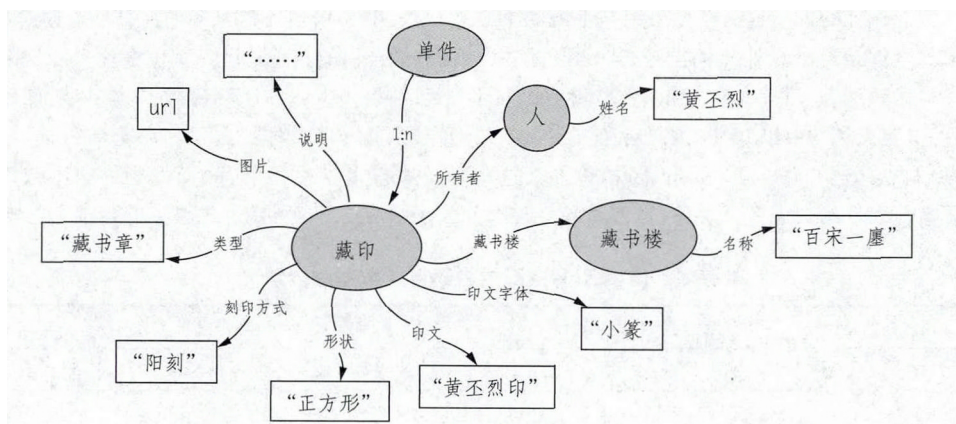 “……”
单件
url
人
姓名
“黄丕烈”
说明
1:n
图片
所有者
“藏书章”
类型
藏印
藏书楼
藏书楼
名称
“百宋一廛”
刻印方式
印文字体
“小篆”
“阳刻”
形状
印文
“正方形”
“黄丕烈印”